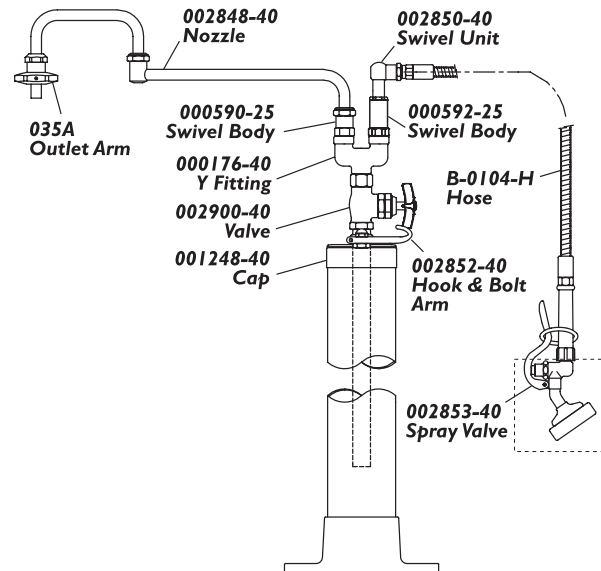 002848-40
Nozzle
002850-40
Swivel Unit
035A
Outlet Arm
000590-25
Swivel Body
000592-25
Swivel Body
000176-40
Y Fitting
B-0104-H
Hose
002900-40
Valve
001248-40
Cap
002852-40
Hook & Bolt
Arm
002853-40
Spray Valve